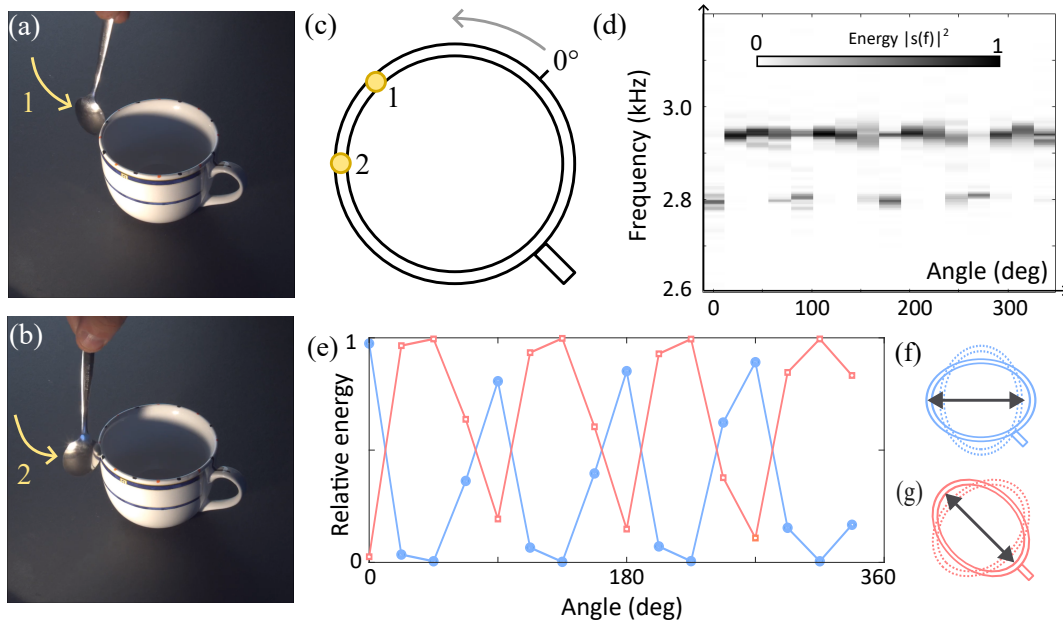 (a)
1
(b)
2
(c)
0°
1
2
(d)
Energy |s(f)|²
0
1
Frequency (kHz)
3.0
2.8
2.6
Angle (deg)
0
100
200
300
(e)
Relative energy
1
0
0
180
360
Angle (deg)
(f)
(g)